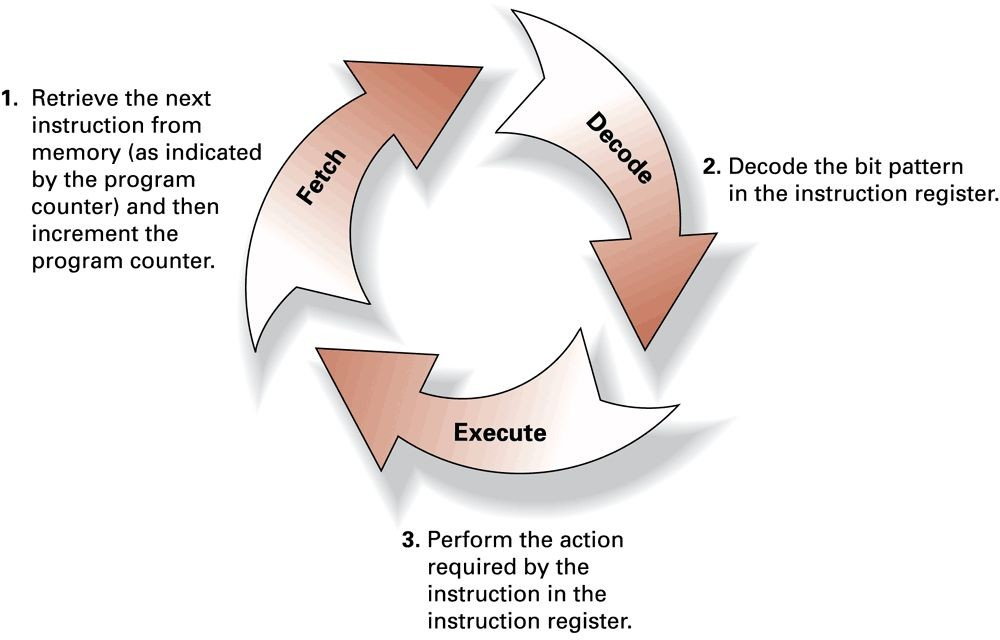 1. Retrieve the next
instruction from
memory (as indicated
by the program
counter) and then
increment the
program counter.
Fetch
Decode
2. Decode the bit pattern
in the instruction register.
Execute
3. Perform the action
required by the
instruction in the
instruction register.